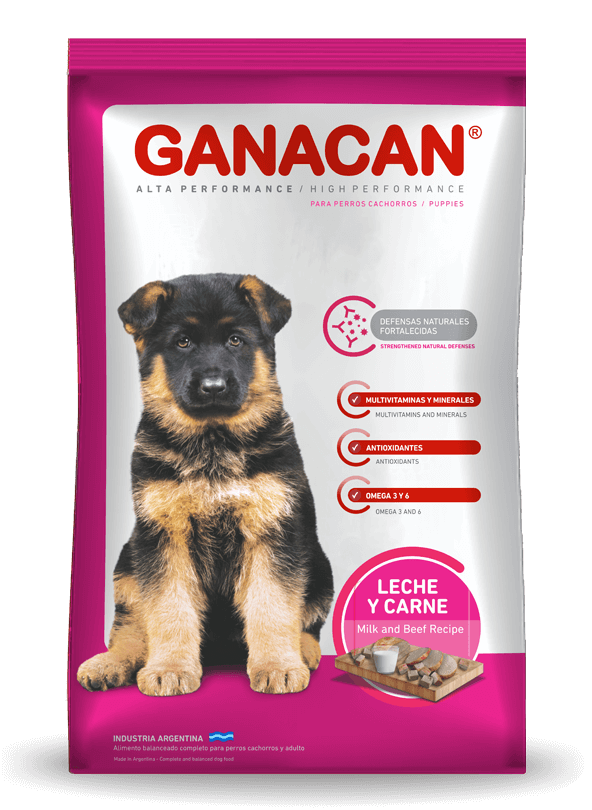 GANACAN®
ALTA PERFORMANCE / HIGH PERFORMANCE
PARA PERROS CACHORROS / PUPPIES
DEFENSAS NATURALES
FORTALECIDAS
STRENGTHENED NATURAL DEFENSES
MULTIVITAMINAS Y MINERALES
MULTIVITAMINS AND MINERALS
ANTIOXIDANTES
ANTIOXIDANTS
OMEGA 3 Y 6
OMEGA 3 AND 6
LECHE
Y CARNE
Milk and Beef Recipe
INDUSTRIA ARGENTINA
Alimento balanceado completo para perros cachorros y adulto
Made in Argentina - Complete and balanced dog food